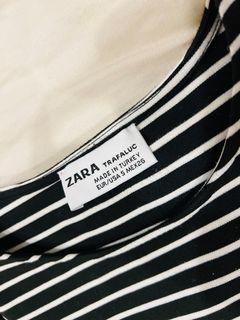 ZARA TRAFALUC
MADE IN TURKEY
EUR/USA S MEX26